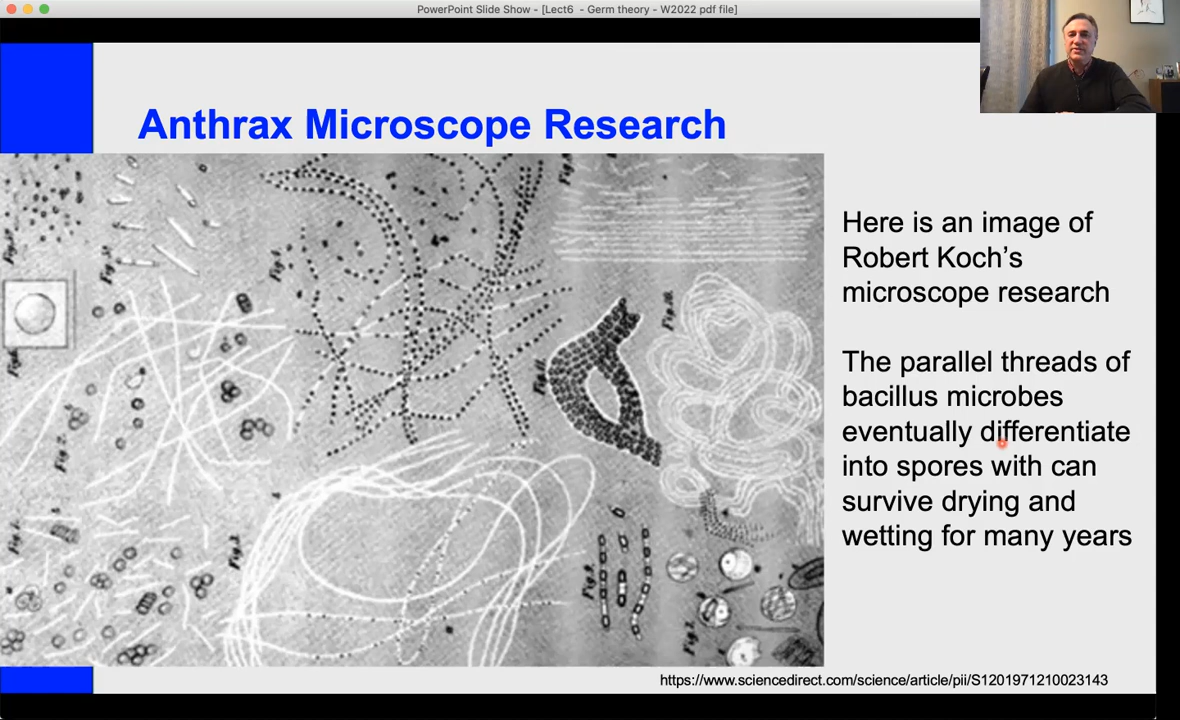 PowerPoint Slide Show - [Lect6 - Germ theory - W2022 pdf file]
Anthrax Microscope Research
Here is an image of
Robert Koch's
microscope research
The parallel threads of
bacillus microbes
eventually differentiate
into spores with can
survive drying and
wetting for many years
https://www.sciencedirect.com/science/article/pii/S1201971210023143